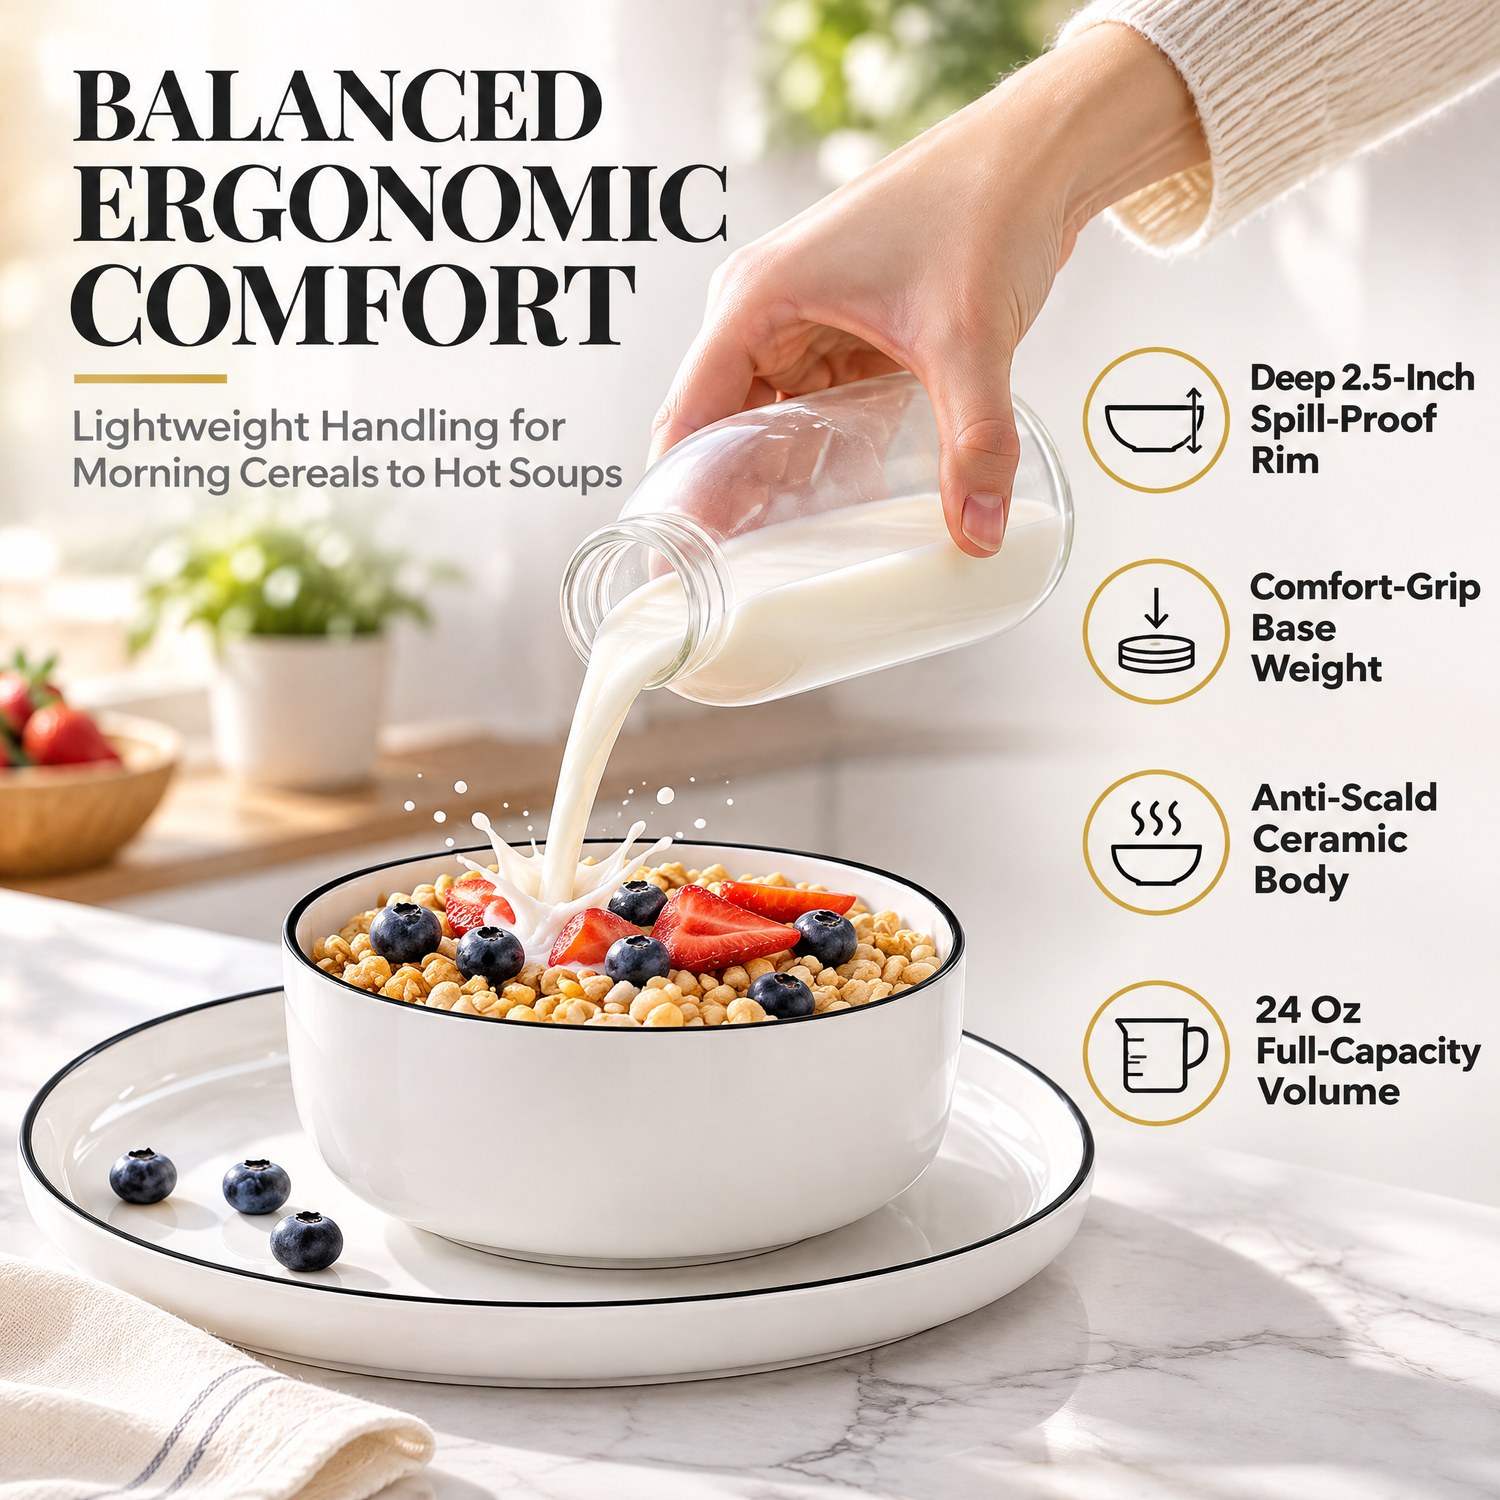 BALANCED
ERGONOMIC
COMFORT
Lightweight Handling for
Morning Cereals to Hot Soups
Deep 2.5-Inch
Spill-Proof
Rim
Comfort-Grip
Base
Weight
Anti-Scald
Ceramic
Body
24 Oz
Full-Capacity
Volume